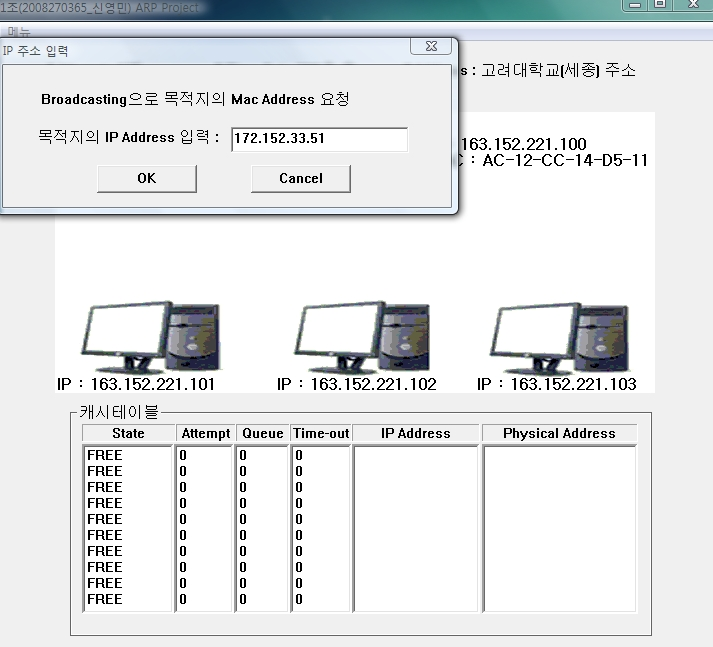 1조(2008270365_신영민) ARP Project
메뉴
IP 주소 입력
s : 고려대학교(세종) 주소
Broadcasting으로 목적지의 Mac Address 요청
목적지의 IP Address 입력 : 172.152.33.51
OK Cancel
163.152.221.100
C : AC-12-CC-14-D5-11
IP : 163.152.221.101 IP : 163.152.221.102 IP : 163.152.221.103
캐시테이블
State Attempt Queue Time-out IP Address Physical Address
FREE 0 0 0
FREE 0 0 0
FREE 0 0 0
FREE 0 0 0
FREE 0 0 0
FREE 0 0 0
FREE 0 0 0
FREE 0 0 0
FREE 0 0 0
FREE 0 0 0